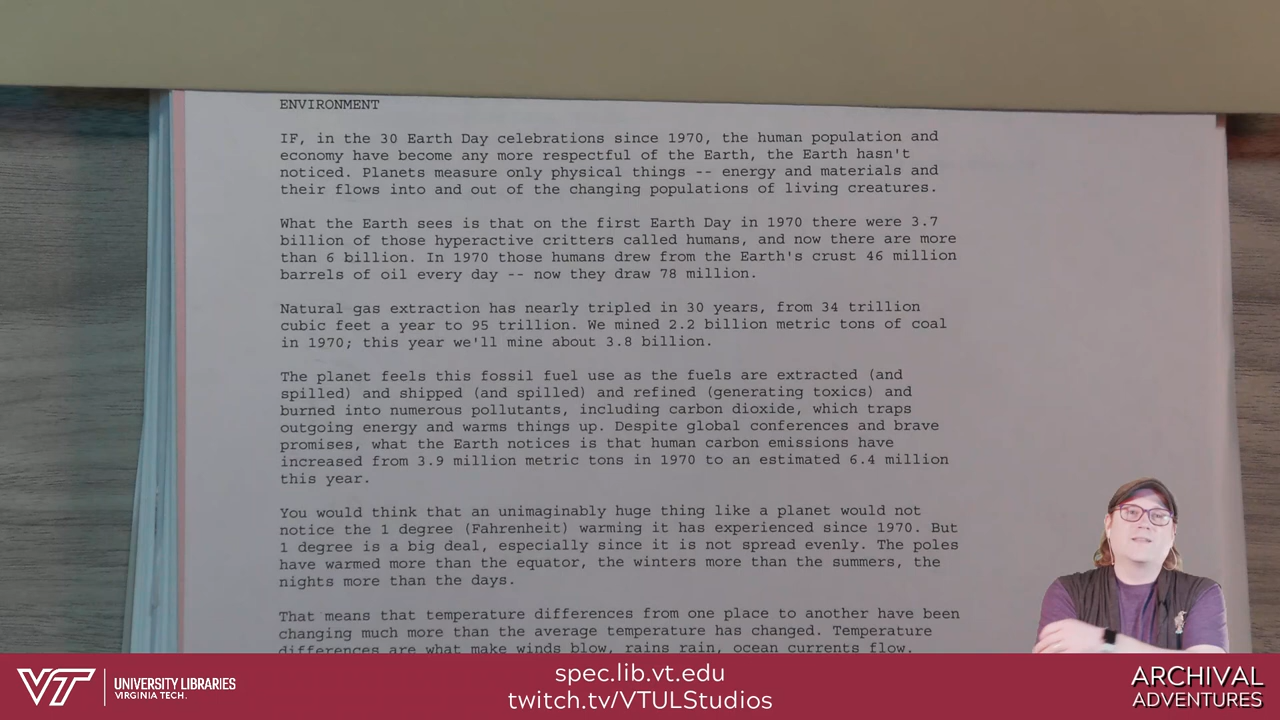 ENVIRONMENT
IF, in the 30 Earth Day celebrations since 1970, the human population and
economy have become any more respectful of the Earth, the Earth hasn't
noticed. Planets measure only physical things -- energy and materials and
their flows into and out of the changing populations of living creatures.
What the Earth sees is that on the first Earth Day in 1970 there were 3.7
billion of those hyperactive critters called humans, and now there are more
than 6 billion. In 1970 those humans drew from the Earth's crust 46 million
barrels of oil every day -- now they draw 78 million.
Natural gas extraction has nearly tripled in 30 years, from 34 trillion
cubic feet a year to 95 trillion. We mined 2.2 billion metric tons of coal
in 1970; this year we'll mine about 3.8 billion.
The planet feels this fossil fuel use as the fuels are extracted (and
spilled) and shipped (and spilled) and refined (generating toxics) and
burned into numerous pollutants, including carbon dioxide, which traps
outgoing energy and warms things up. Despite global conferences and brave
promises, what the Earth notices is that human carbon emissions have
increased from 3.9 million metric tons in 1970 to an estimated 6.4 million
this year.
You would think that an unimaginably huge thing like a planet would not
notice the 1 degree (Fahrenheit) warming it has experienced since 1970. But
1 degree is a big deal, especially since it is not spread evenly. The poles
have warmed more than the equator, the winters more than the summers, the
nights more than the days.
That means that temperature differences from one place to another have been
changing much more than the average temperature has changed. Temperature
differences are what make winds blow, rains rain, ocean currents flow.
VT UNIVERSITY LIBRARIES
VIRGINIA TECH.
spec.lib.vt.edu
twitch.tv/VTULStudios
ARCHIVAL
ADVENTURES